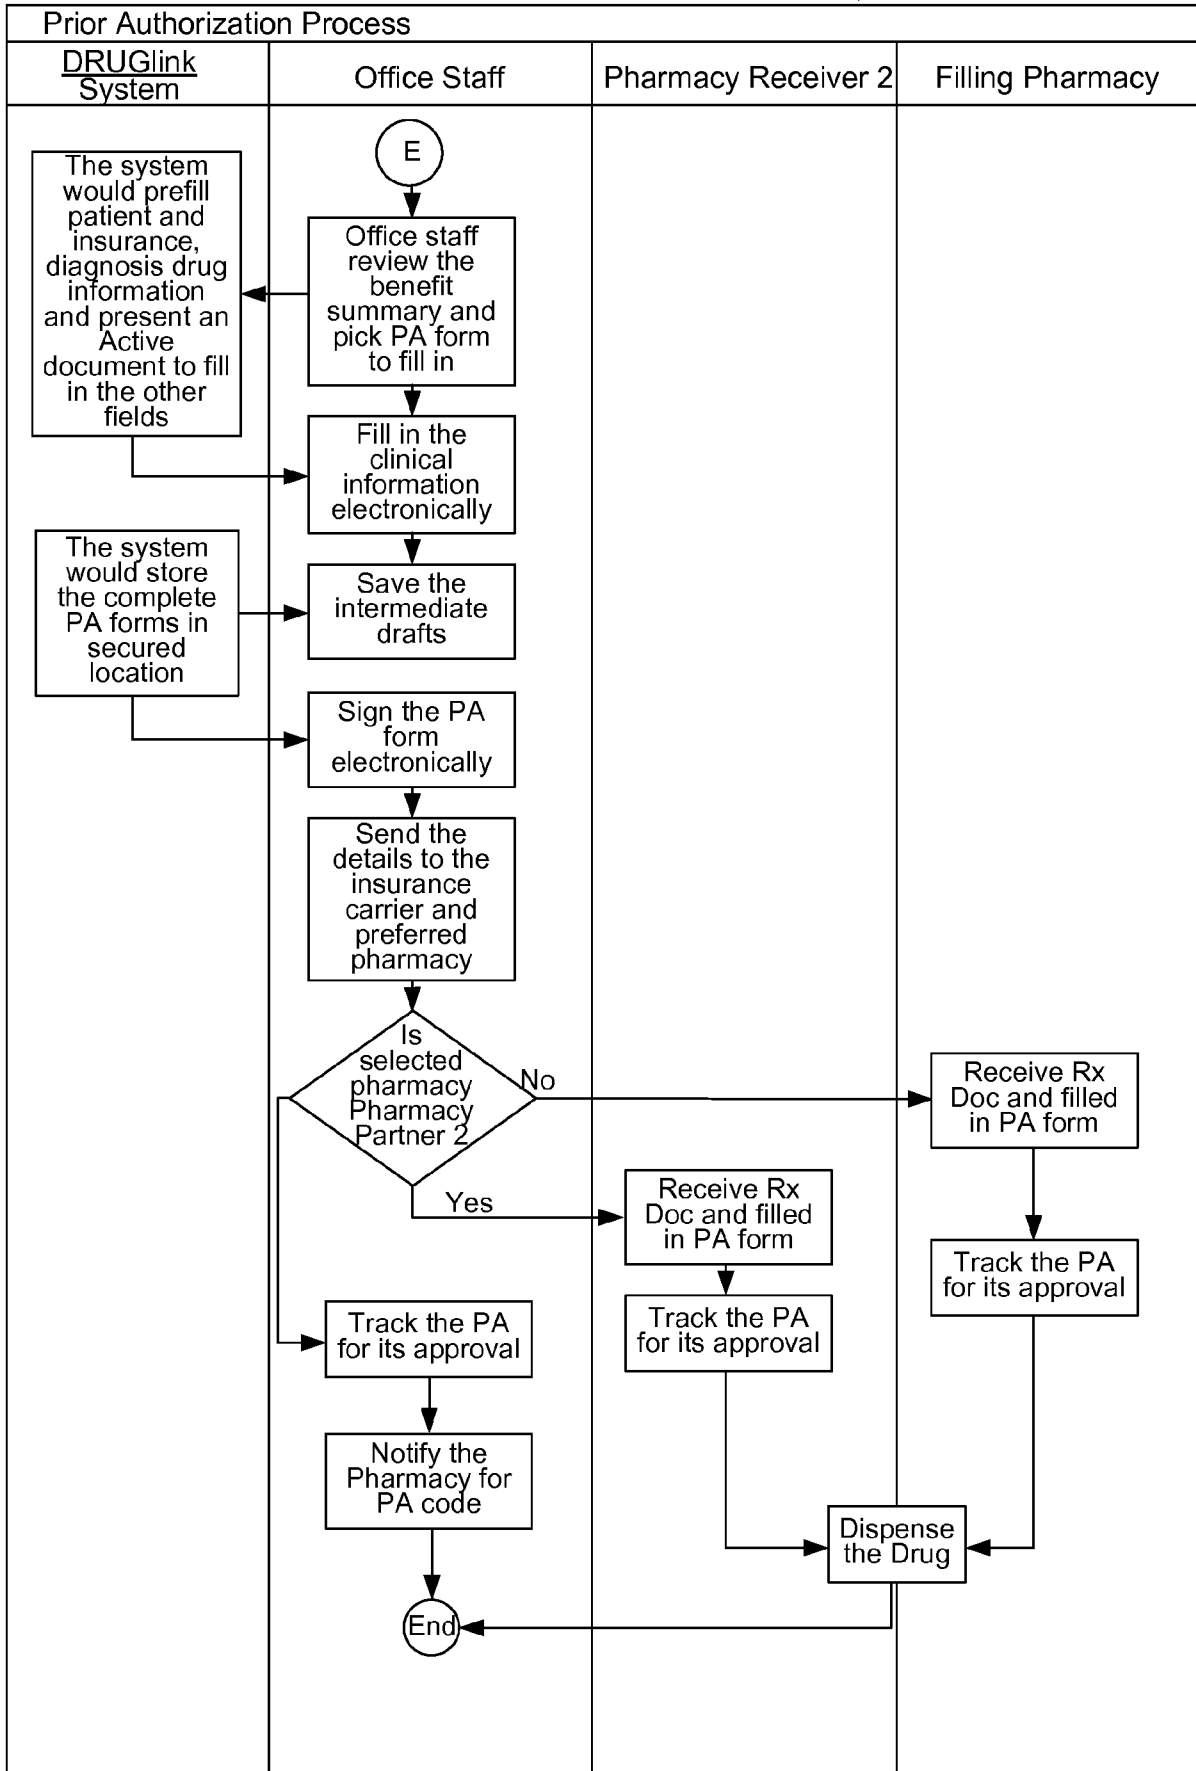 Prior Authorization Process
DRUGlink
System
Office Staff
Pharmacy Receiver 2
Filling Pharmacy
E
The system
would prefill
patient and
insurance,
diagnosis drug
information
and present an
Active
document to fill
in the other
fields
Office staff
review the
benefit
summary and
pick PA form
to fill in
Fill in the
clinical
information
electronically
The system
would store
the complete
PA forms in
secured
location
Save the
intermediate
drafts
Sign the PA
form
electronically
Send the
details to the
insurance
carrier and
preferred
pharmacy
Is
selected
pharmacy
Pharmacy
Partner 2
No
Yes
Receive Rx
Doc and filled
in PA form
Receive Rx
Doc and filled
in PA form
Track the PA
for its approval
Track the PA
for its approval
Track the PA
for its approval
Notify the
Pharmacy for
PA code
Dispense
the Drug
End